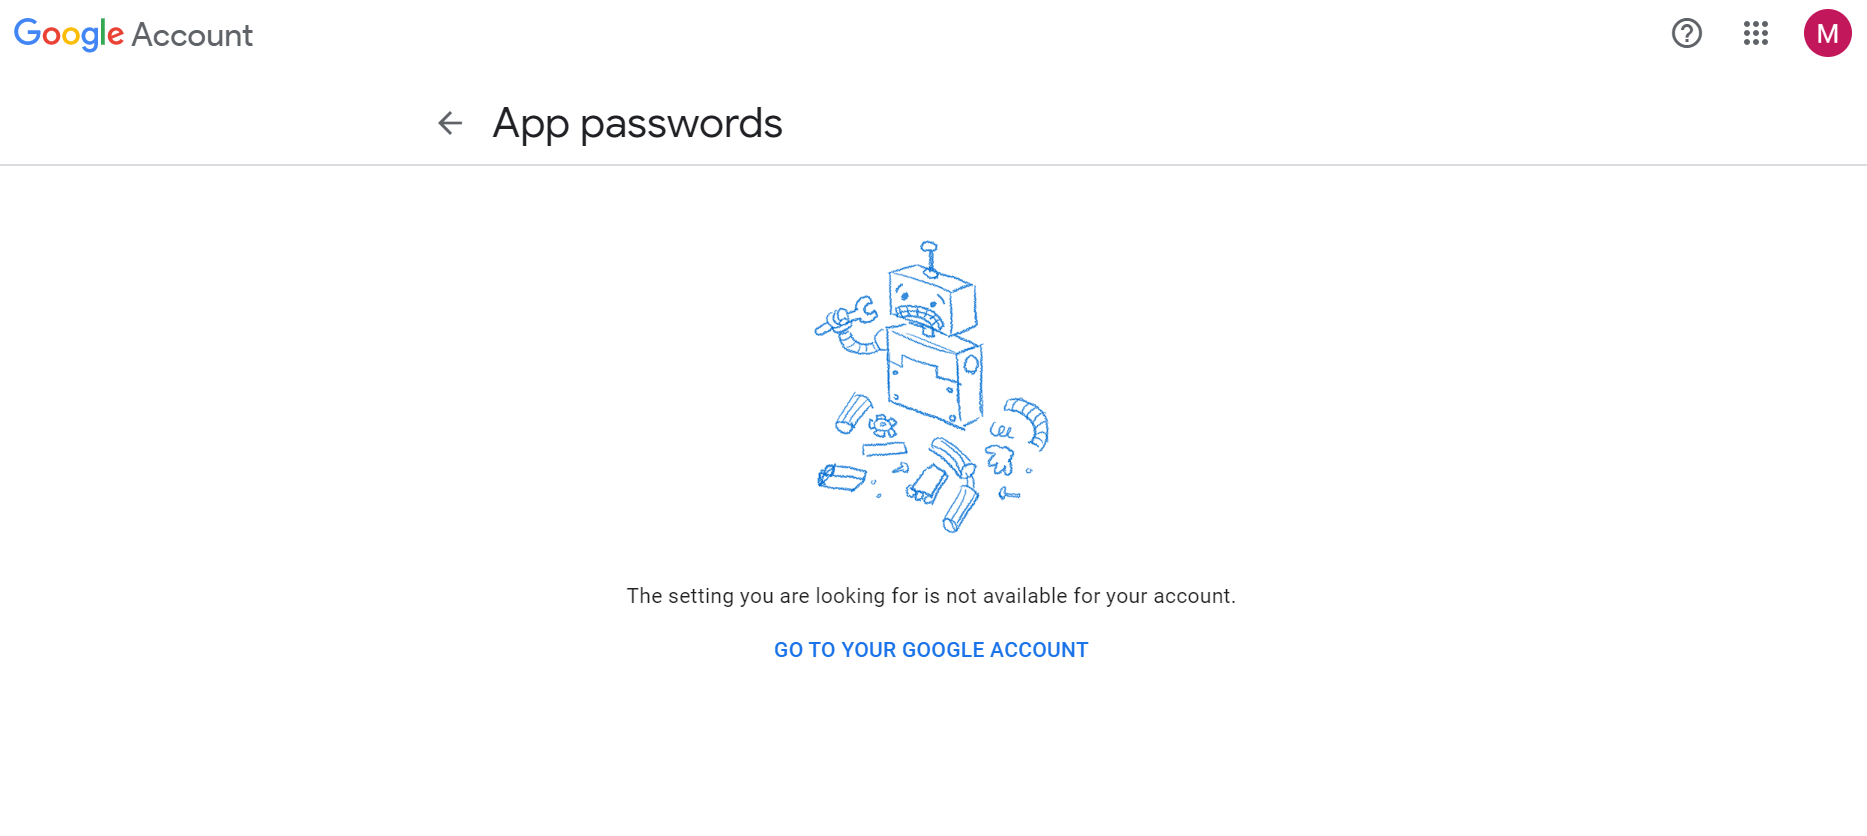 Google Account
M
App passwords
The setting you are looking for is not available for your account.
GO TO YOUR GOOGLE ACCOUNT